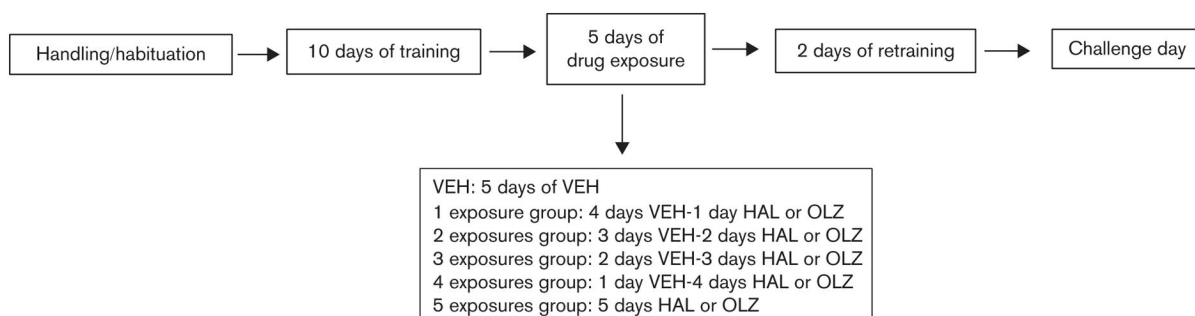 Handling/habituation
10 days of training
5 days of
drug exposure
2 days of retraining
Challenge day
VEH: 5 days of VEH
1 exposure group: 4 days VEH-1 day HAL or OLZ
2 exposures group: 3 days VEH-2 days HAL or OLZ
3 exposures group: 2 days VEH-3 days HAL or OLZ
4 exposures group: 1 day VEH-4 days HAL or OLZ
5 exposures group: 5 days HAL or OLZ